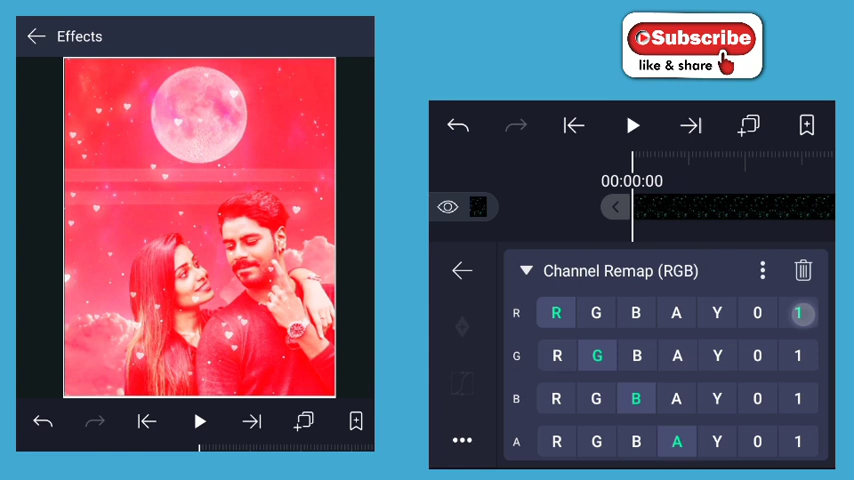 Effects
Subscribe
like & share
00:00:00
Channel Remap (RGB)
R R G B A Y 0 1
G R G B A Y 0 1
B R G B A Y 0 1
A R G B A Y 0 1